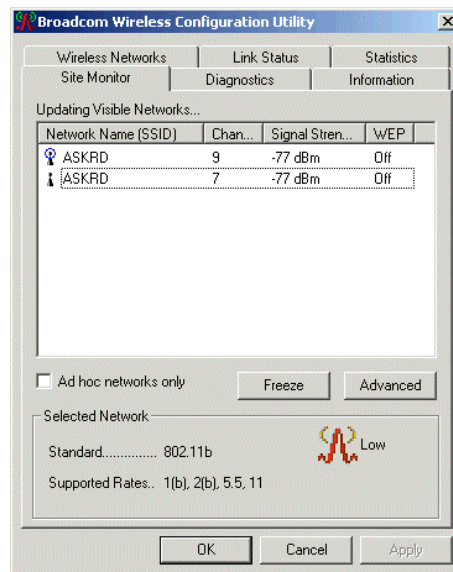 Broadcom Wireless Configuration Utility
Wireless Networks Link Status Statistics
Site Monitor Diagnostics Information
Updating Visible Networks...
Network Name (SSID) Chan... Signal Stren... WEP
ASKRD 9 -77 dBm Off
ASKRD 7 -77 dBm Off
Ad hoc networks only Freeze Advanced
Selected Network
Standard.............. 802.11b
Low
Supported Rates.. 1(b), 2(b), 5.5, 11
OK Cancel Apply